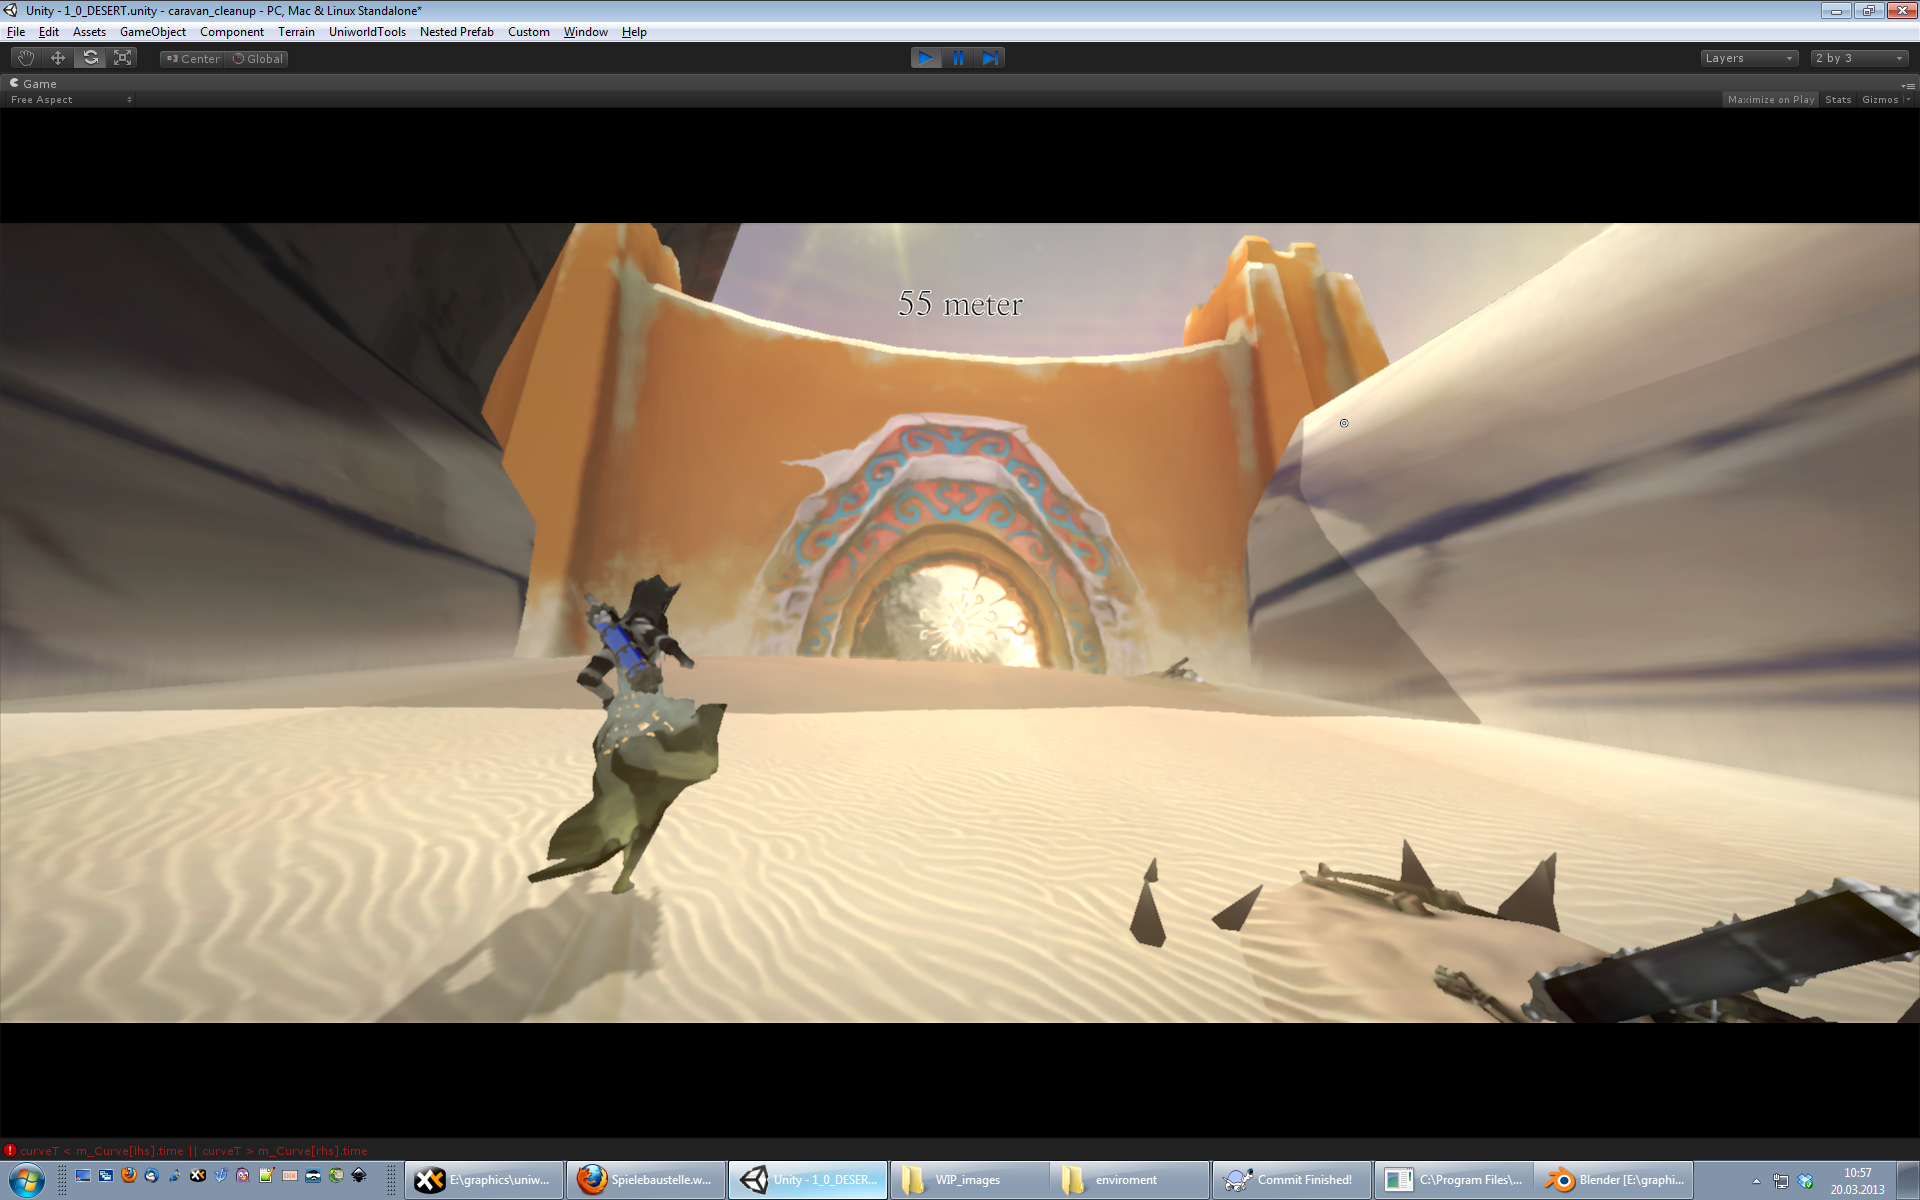 Unity - 1_0_DESERT.unity - caravan_cleanup - PC, Mac & Linux Standalone*
File Edit Assets GameObject Component Terrain UniworldTools Nested Prefab Custom Window Help
Center Global Layers 2 by 3
Game
Free Aspect Maximize on Play Stats Gizmos
55 meter
curveT < m_Curve[lhs].time || curveT > m_Curve[rhs].time
E:\graphics\uniw... Spielebaustelle.w... Unity - 1_0_DESER... WIP_images enviroment Commit Finished! C:\Program Files\... Blender [E:\graphi... 10:57
20.03.2013